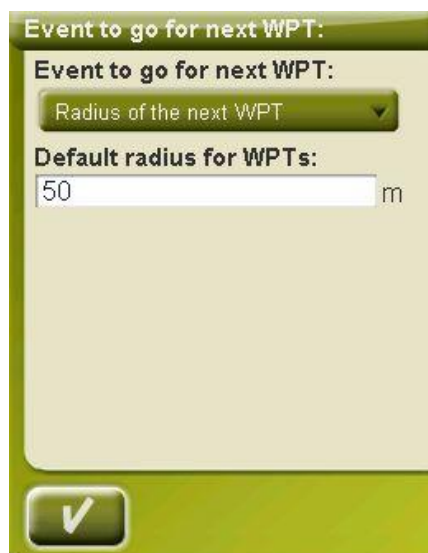 Event to go for next WPT:
Event to go for next WPT:
Radius of the next WPT
Default radius for WPTs:
50 m